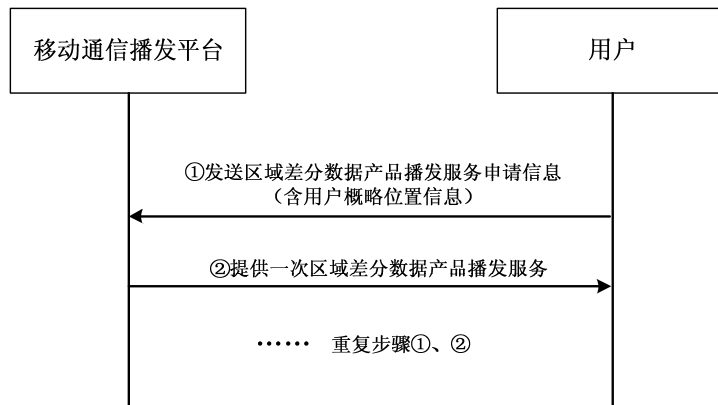 移动通信播发平台
用户
①发送区域差分数据产品播发服务申请信息
（含用户概略位置信息）
②提供一次区域差分数据产品播发服务
…… 重复步骤①、②